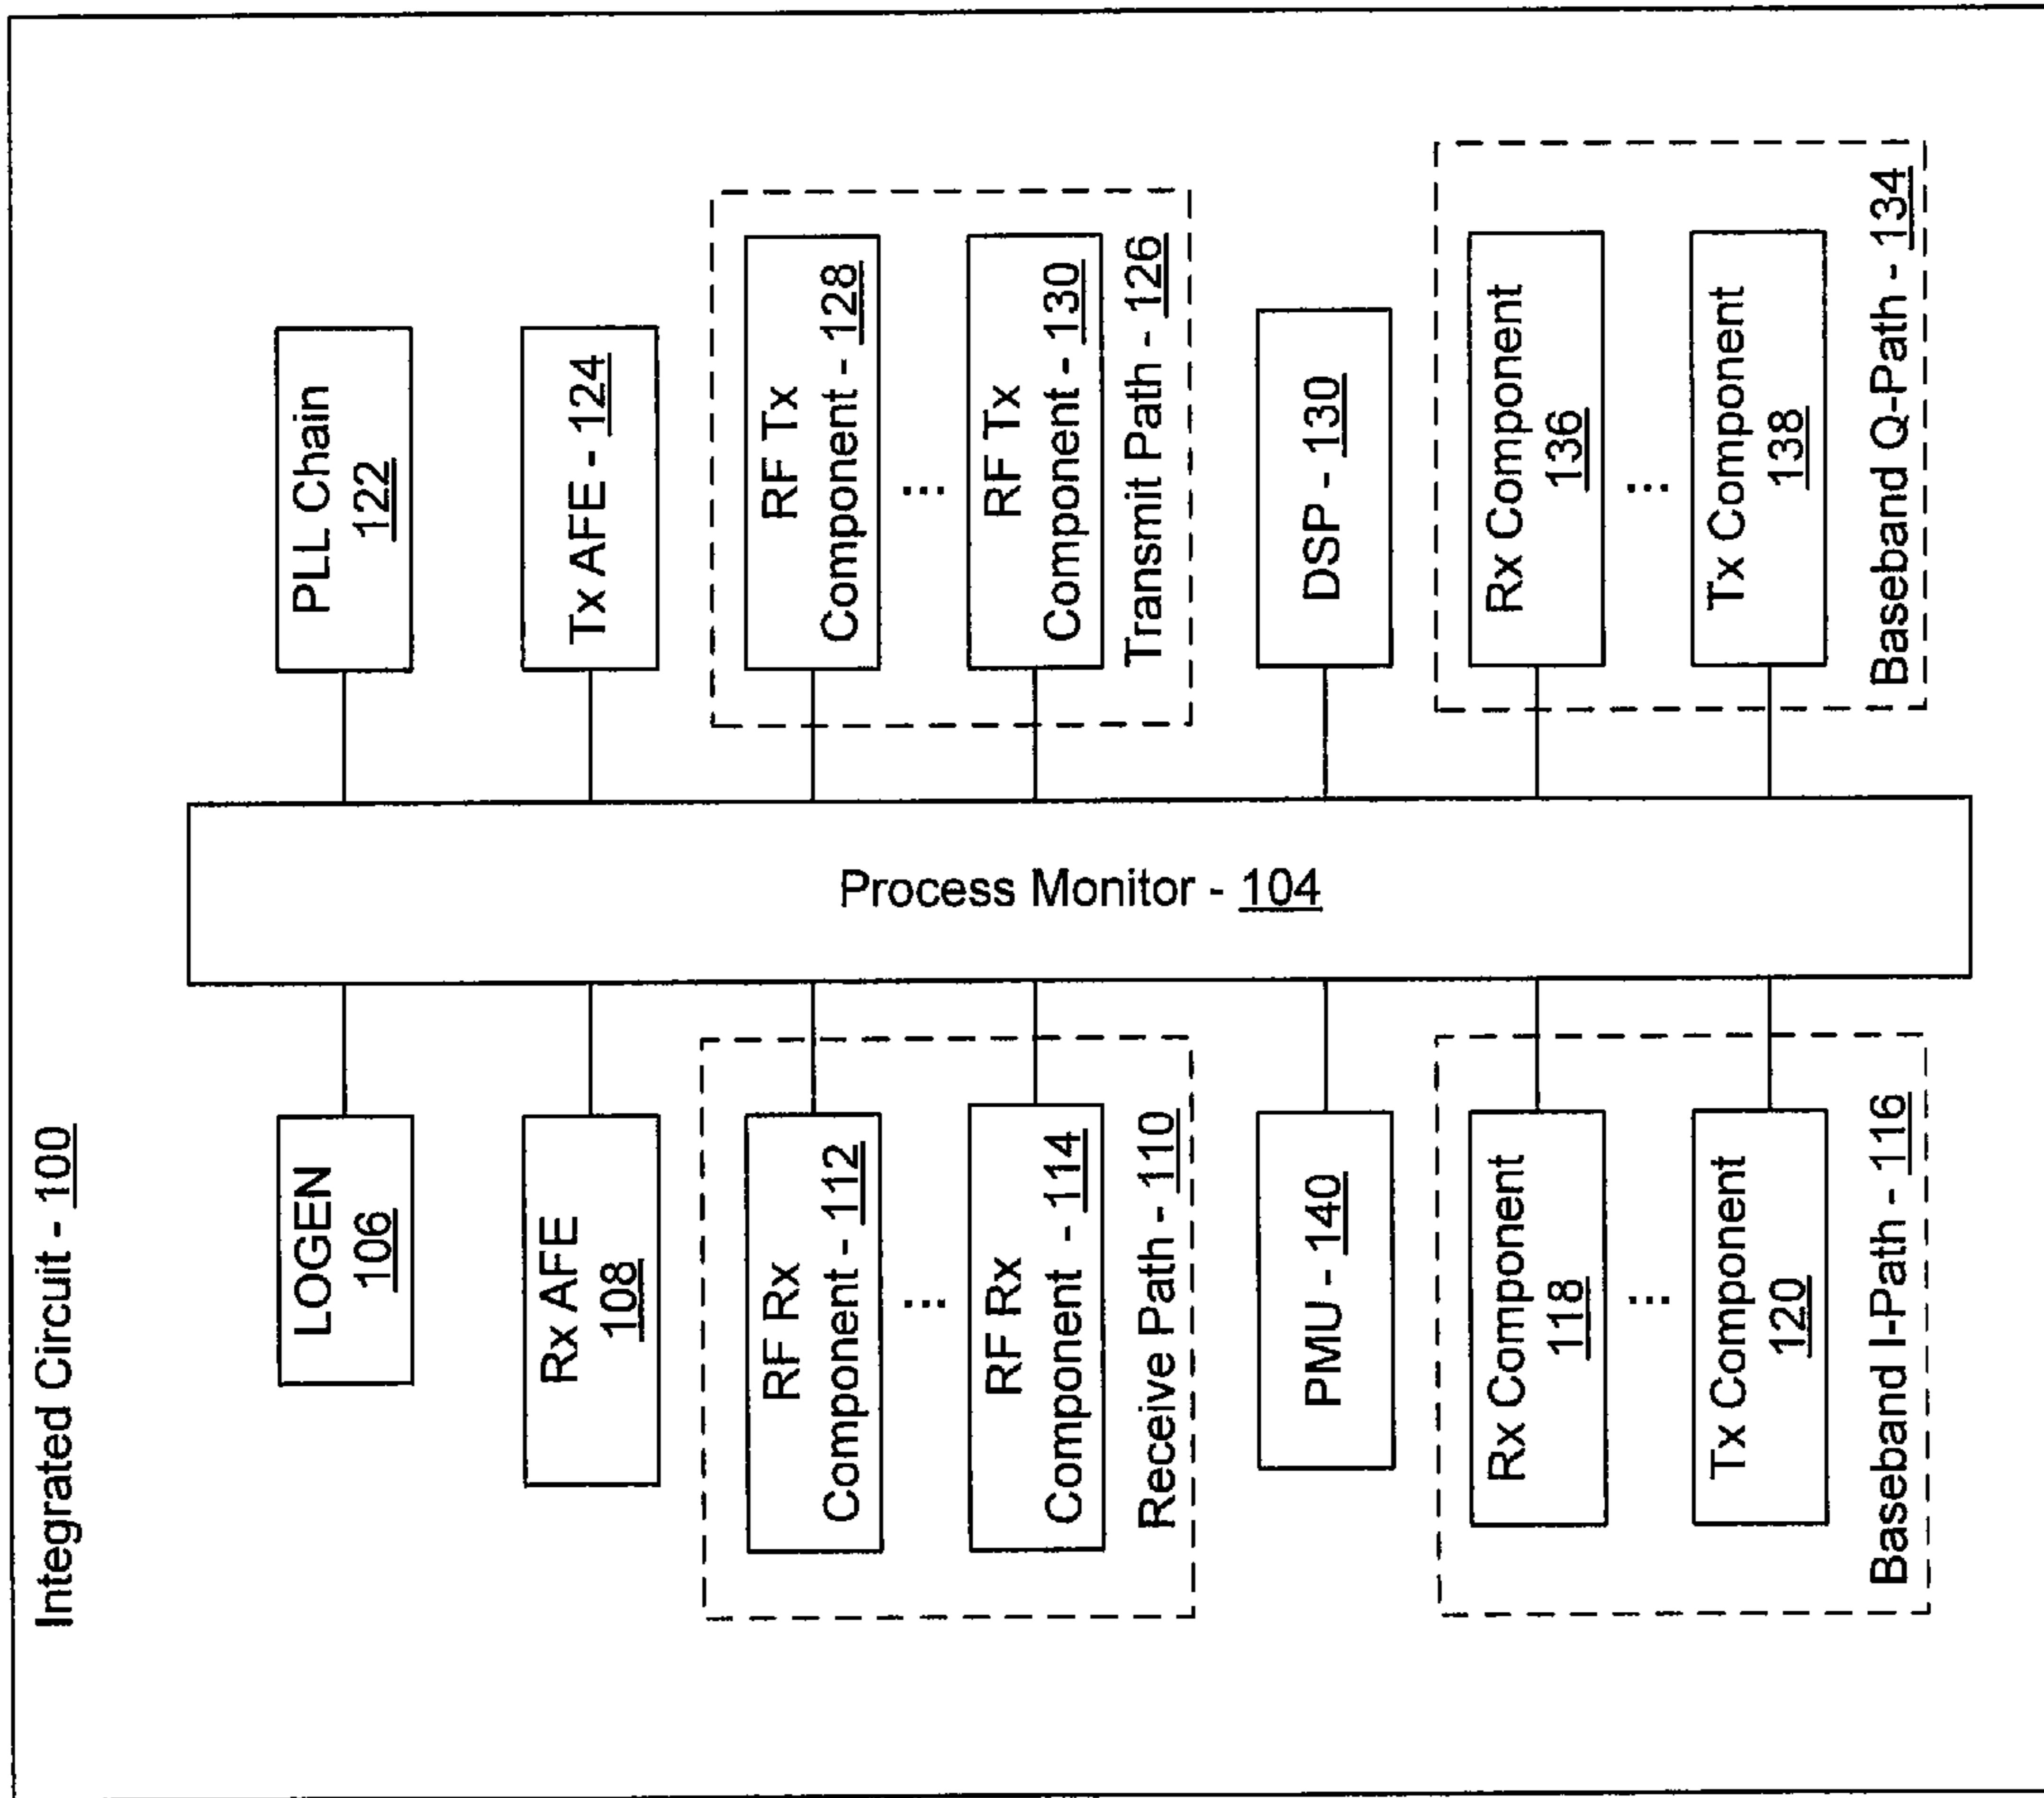 Integrated Circuit - 100
LOGEN
106
Rx AFE
108
RF Rx
Component - 112
...
RF Rx
Component - 114
Receive Path - 110
PMU - 140
Rx Component
118
...
Tx Component
120
Baseband I-Path - 116
Process Monitor - 104
PLL Chain
122
Tx AFE - 124
RF Tx
Component - 128
...
RF Tx
Component - 130
Transmit Path - 126
DSP - 130
Rx Component
136
...
Tx Component
138
Baseband Q-Path - 134